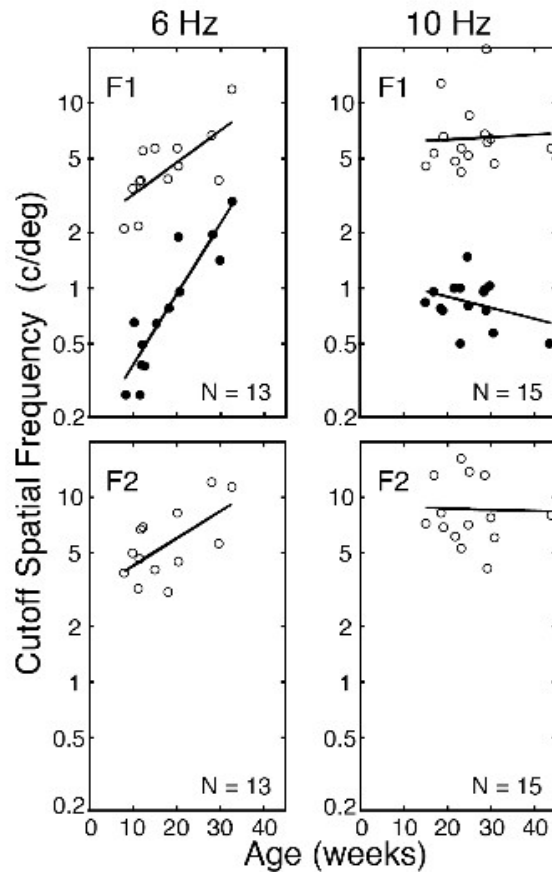 6 Hz 10 Hz
F1 F1
10 10
5 5
2 2
1 1
0.5 0.5
0.2 0.2
N = 13 N = 15
F2 F2
10 10
5 5
2 2
1 1
0.5 0.5
0.2 0.2
N = 13 N = 15
0 10 20 30 40 0 10 20 30 40
Age (weeks) Age (weeks)
Cutoff Spatial Frequency (c/deg)